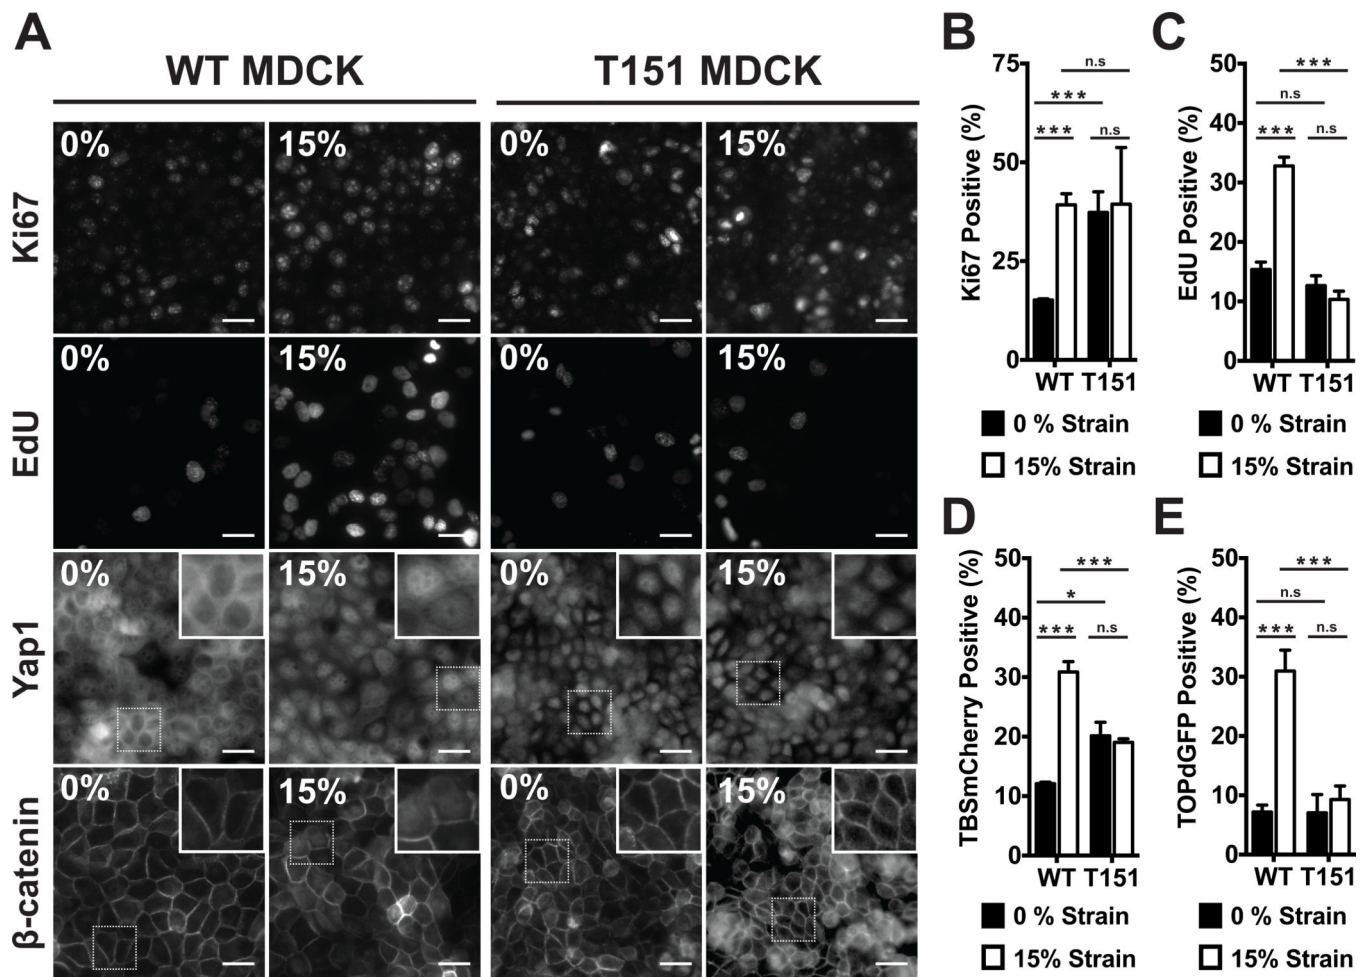 A
WT MDCK
T151 MDCK
Ki67
0%
15%
0%
15%
EdU
0%
15%
0%
15%
Yap1
0%
15%
0%
15%
β-catenin
0%
15%
0%
15%
B
Ki67 Positive (%)
75
50
25
0
n.s
***
***
n.s
WT T151
0 % Strain
15% Strain
C
EdU Positive (%)
50
40
30
20
10
0
***
n.s
***
n.s
WT T151
0 % Strain
15% Strain
D
TBSmCherry Positive (%)
50
40
30
20
10
0
***
*
***
n.s
WT T151
0 % Strain
15% Strain
E
TOPdGFP Positive (%)
50
40
30
20
10
0
***
n.s
***
n.s
WT T151
0 % Strain
15% Strain